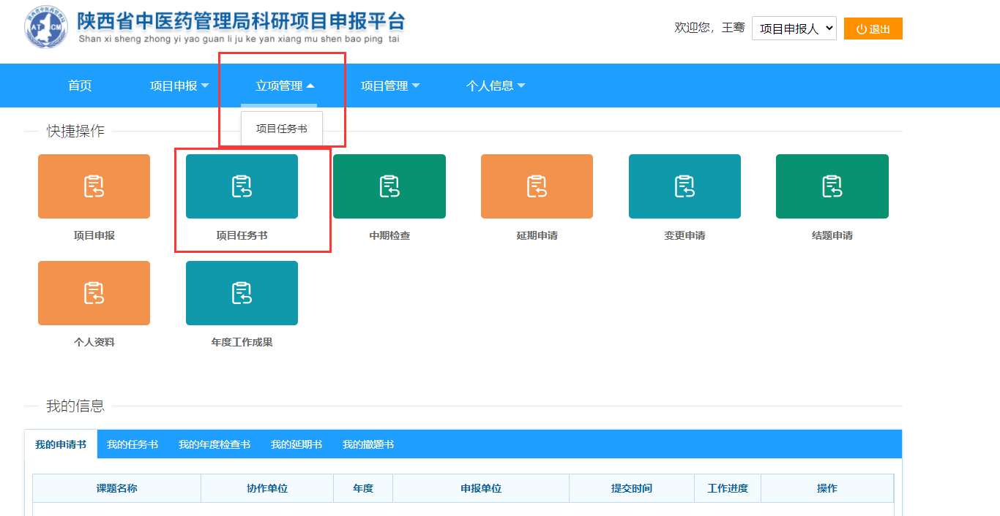 陕西省中医药管理局科研项目申报平台
Shan xi sheng zhong yi yao guan li ju ke yan xiang mu shen bao ping tai
AT CM
欢迎您，王骞 项目申报人 退出
首页 项目申报 立项管理 项目管理 个人信息
项目任务书
快捷操作
项目申报 项目任务书 中期检查 延期申请 变更申请 结题申请
个人资料 年度工作成果
我的信息
我的申请书 我的任务书 我的年度检查书 我的延期书 我的撤题书
课题名称 协作单位 年度 申报单位 提交时间 工作进度 操作